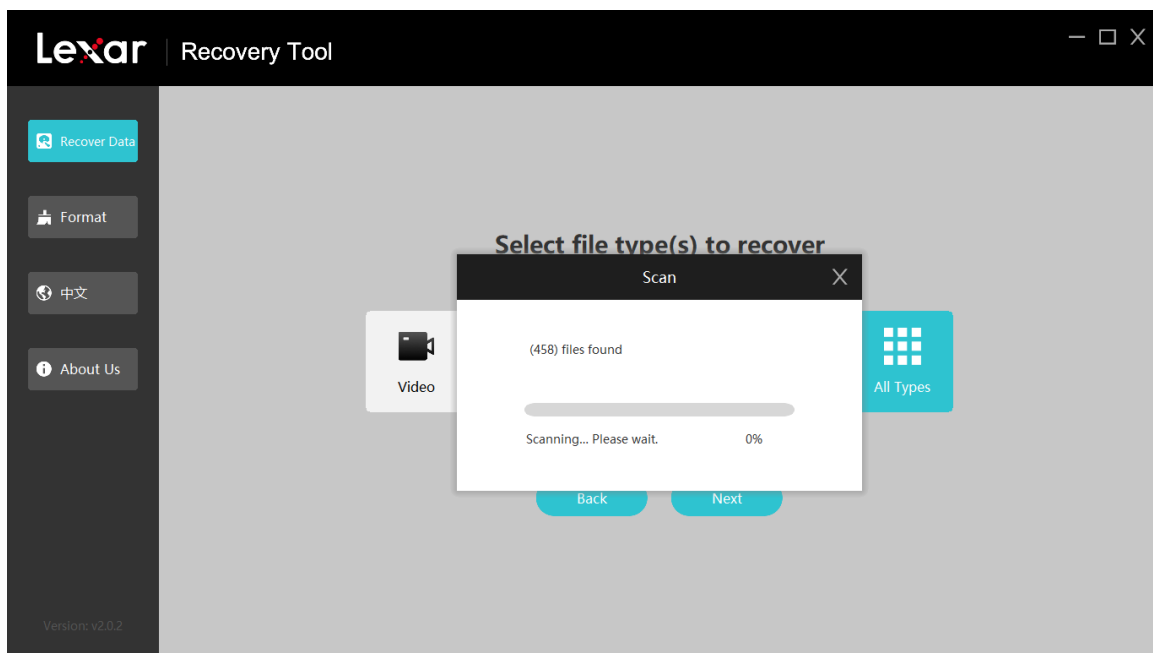 Lexar Recovery Tool
Recover Data
Format
中文
About Us
Version: v2.0.2
Select file type(s) to recover
Scan
(458) files found
Scanning... Please wait. 0%
Video
All Types
Back Next